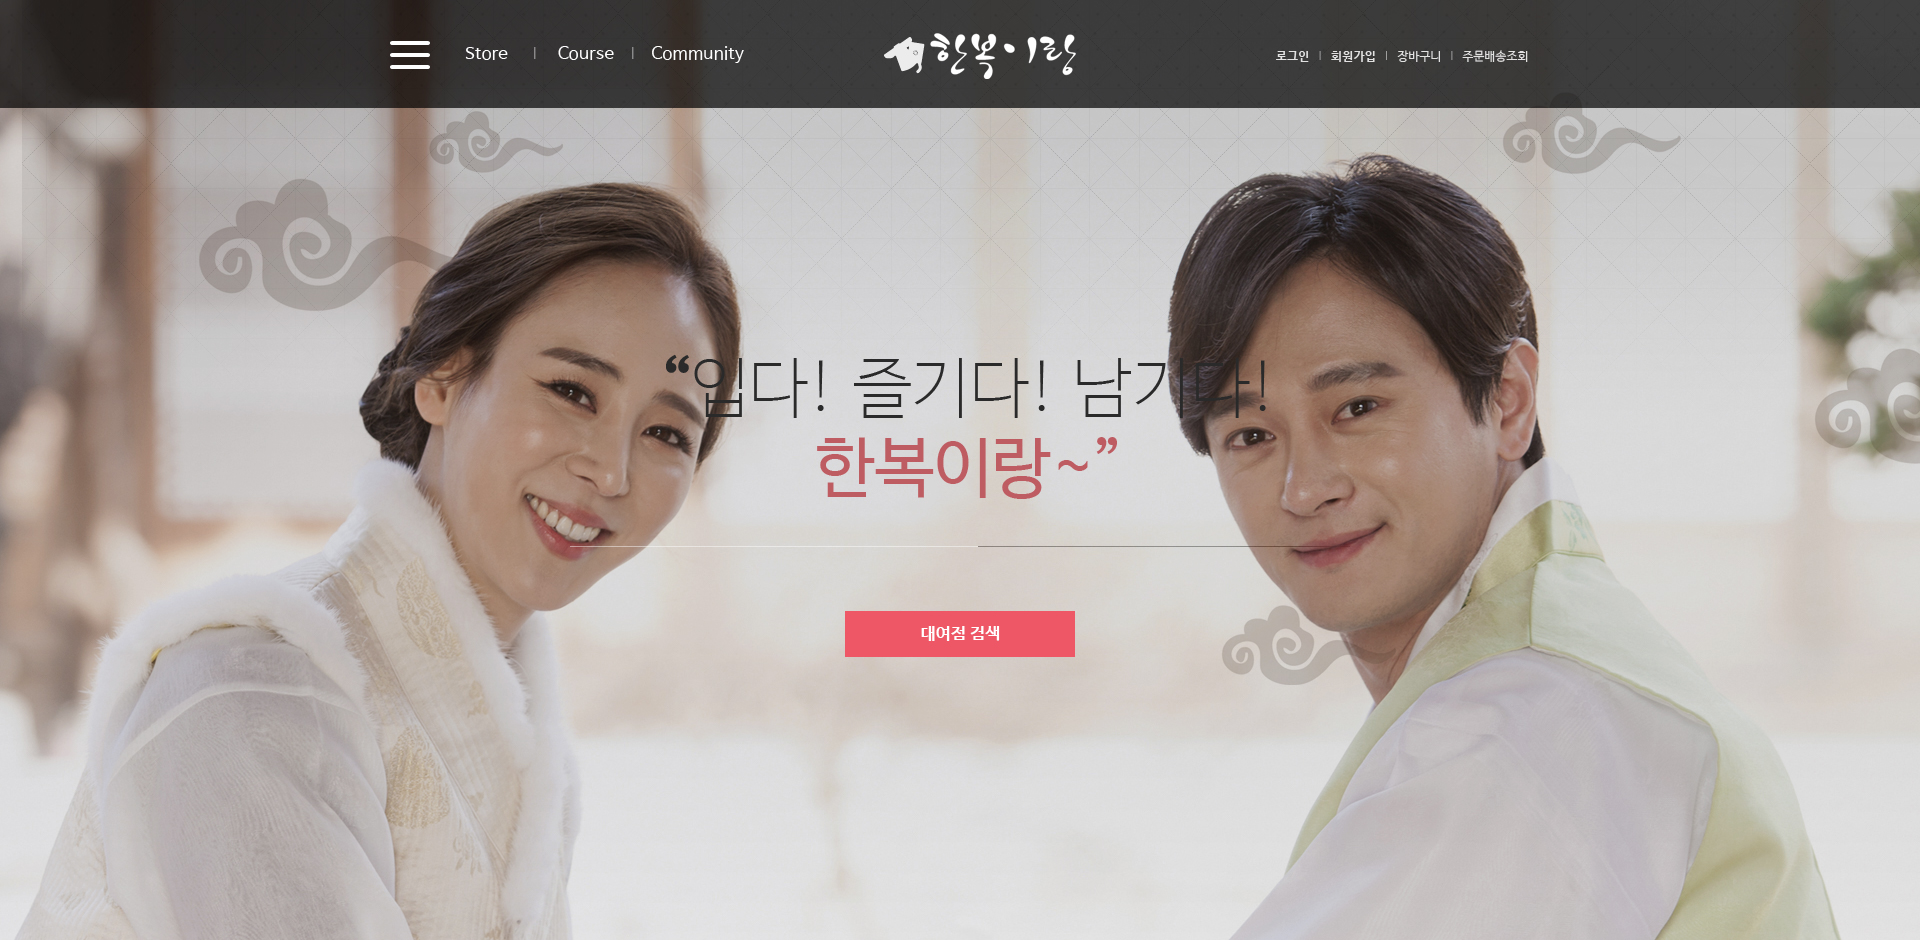 Store | Course | Community
한복이랑
로그인 | 회원가입 | 장바구니 | 주문배송조회
“입다! 즐기다! 남기다!
한복이랑~”
대여점 검색